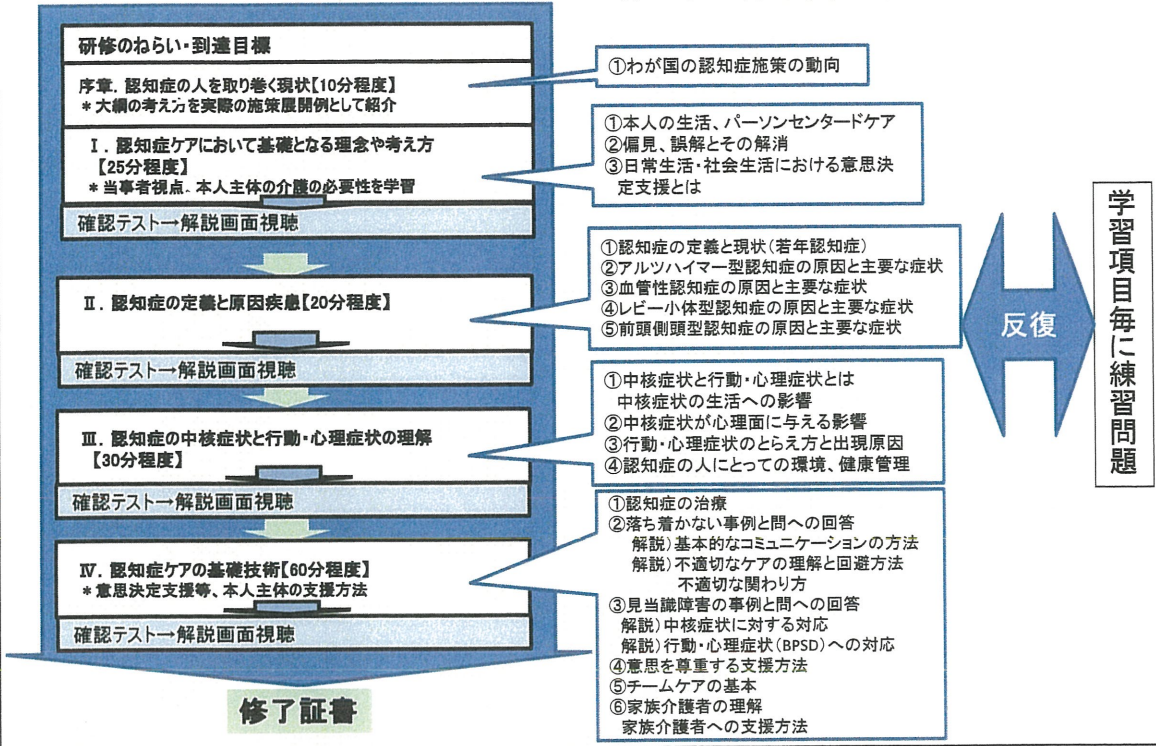 研修のねらい・到達目標
序章．認知症の人を取り巻く現状【10分程度】
＊大綱の考え方を実際の施策展開例として紹介
①わが国の認知症施策の動向
Ⅰ．認知症ケアにおいて基礎となる理念や考え方
【25分程度】
＊当事者視点、本人主体の介護の必要性を学習
確認テスト→解説画面視聴
①本人の生活、パーソンセンタードケア
②偏見、誤解とその解消
③日常生活・社会生活における意思決
定支援とは
Ⅱ．認知症の定義と原因疾患【20分程度】
確認テスト→解説画面視聴
①認知症の定義と現状（若年認知症）
②アルツハイマー型認知症の原因と主要な症状
③血管性認知症の原因と主要な症状
④レビー小体型認知症の原因と主要な症状
⑤前頭側頭型認知症の原因と主要な症状
Ⅲ．認知症の中核症状と行動・心理症状の理解
【30分程度】
確認テスト→解説画面視聴
①中核症状と行動・心理症状とは
中核症状の生活への影響
②中核症状が心理面に与える影響
③行動・心理症状のとらえ方と出現原因
④認知症の人にとっての環境、健康管理
Ⅳ．認知症ケアの基礎技術【60分程度】
＊意思決定支援等、本人主体の支援方法
確認テスト→解説画面視聴
①認知症の治療
②落ち着かない事例と問への回答
解説）基本的なコミュニケーションの方法
解説）不適切なケアの理解と回避方法
不適切な関わり方
③見当識障害の事例と問への回答
解説）中核症状に対する対応
解説）行動・心理症状（BPSD）への対応
④意思を尊重する支援方法
⑤チームケアの基本
⑥家族介護者の理解
家族介護者への支援方法
修了証書
反復
学習項目毎に練習問題